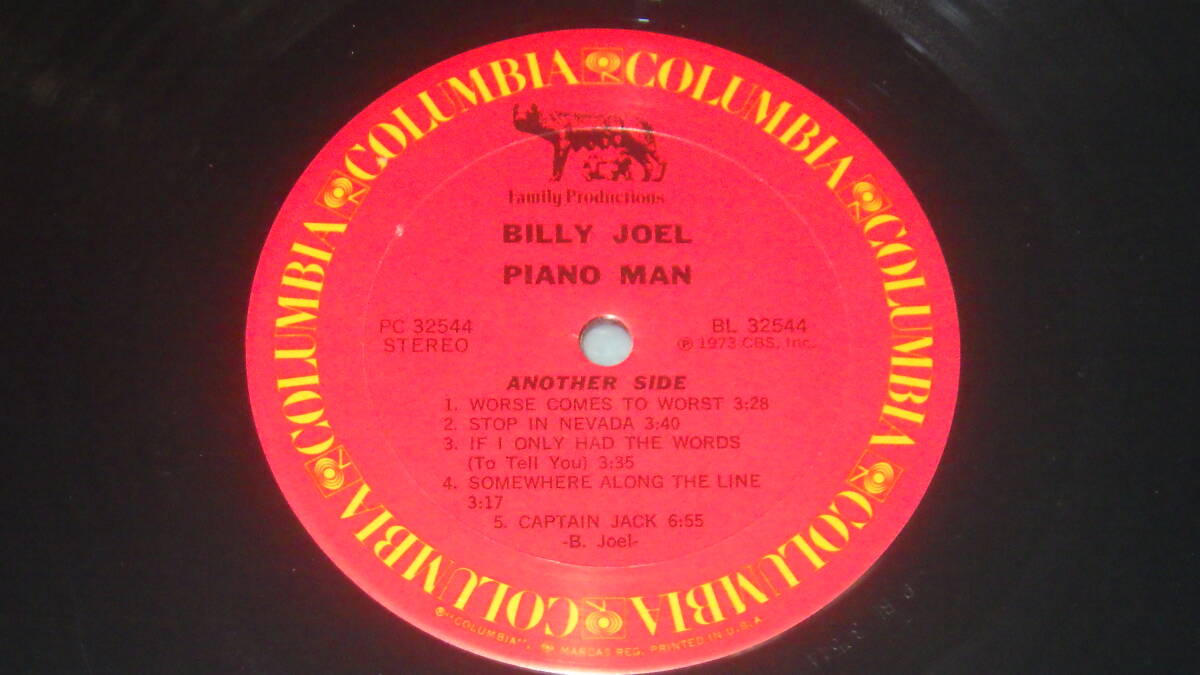 COLUMBIA COLUMBIA COLUMBIA COLUMBIA COLUMBIA COLUMBIA COLUMBIA COLUMBIA
Family Productions
BILLY JOEL
PIANO MAN
PC 32544
STEREO
BL 32544
℗ 1973 CBS, Inc.
ANOTHER SIDE
1. WORSE COMES TO WORST 3:28
2. STOP IN NEVADA 3:40
3. IF I ONLY HAD THE WORDS
(To Tell You) 3:35
4. SOMEWHERE ALONG THE LINE
3:17
5. CAPTAIN JACK 6:55
-B. Joel-
"COLUMBIA", MARCAS REG. PRINTED IN U.S.A.